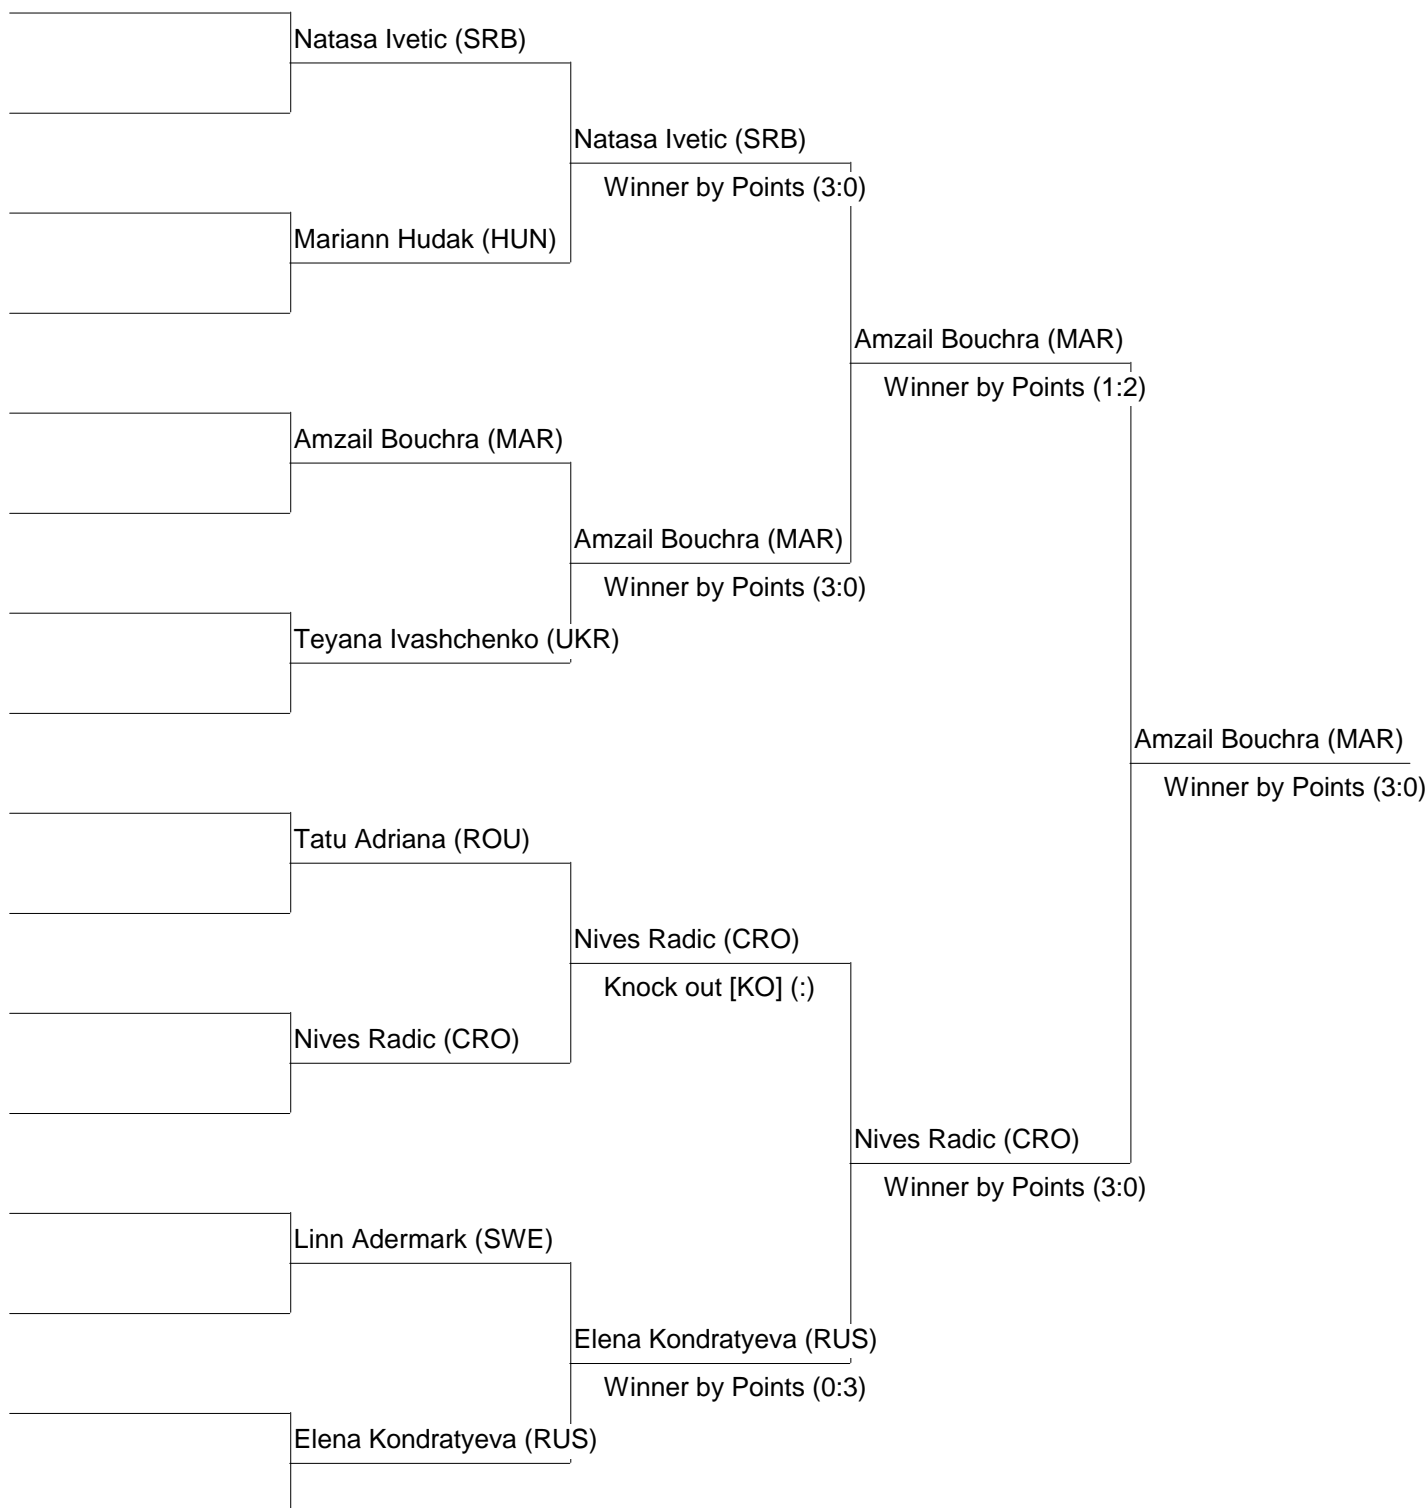 Natasa Ivetic (SRB)
Natasa Ivetic (SRB)
Winner by Points (3:0)
Mariann Hudak (HUN)
Amzail Bouchra (MAR)
Winner by Points (1:2)
Amzail Bouchra (MAR)
Amzail Bouchra (MAR)
Winner by Points (3:0)
Teyana Ivashchenko (UKR)
Amzail Bouchra (MAR)
Winner by Points (3:0)
Tatu Adriana (ROU)
Nives Radic (CRO)
Knock out [KO] (:)
Nives Radic (CRO)
Nives Radic (CRO)
Winner by Points (3:0)
Linn Adermark (SWE)
Elena Kondratyeva (RUS)
Winner by Points (0:3)
Elena Kondratyeva (RUS)